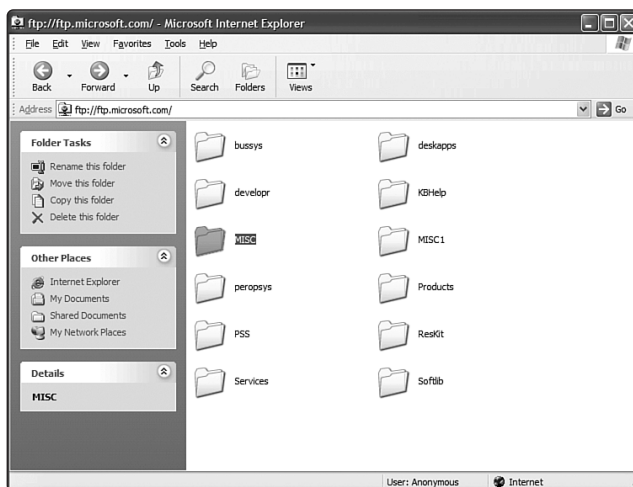 ftp://ftp.microsoft.com/ - Microsoft Internet Explorer
File Edit View Favorites Tools Help
Back Forward Up Search Folders Views
Address ftp://ftp.microsoft.com/ Go
Folder Tasks
Rename this folder
Move this folder
Copy this folder
Delete this folder
Other Places
Internet Explorer
My Documents
Shared Documents
My Network Places
Details
MISC
bussys deskapps
developr KBHelp
MISC MISC1
peropsys Products
PSS ResKit
Services Softlib
User: Anonymous Internet